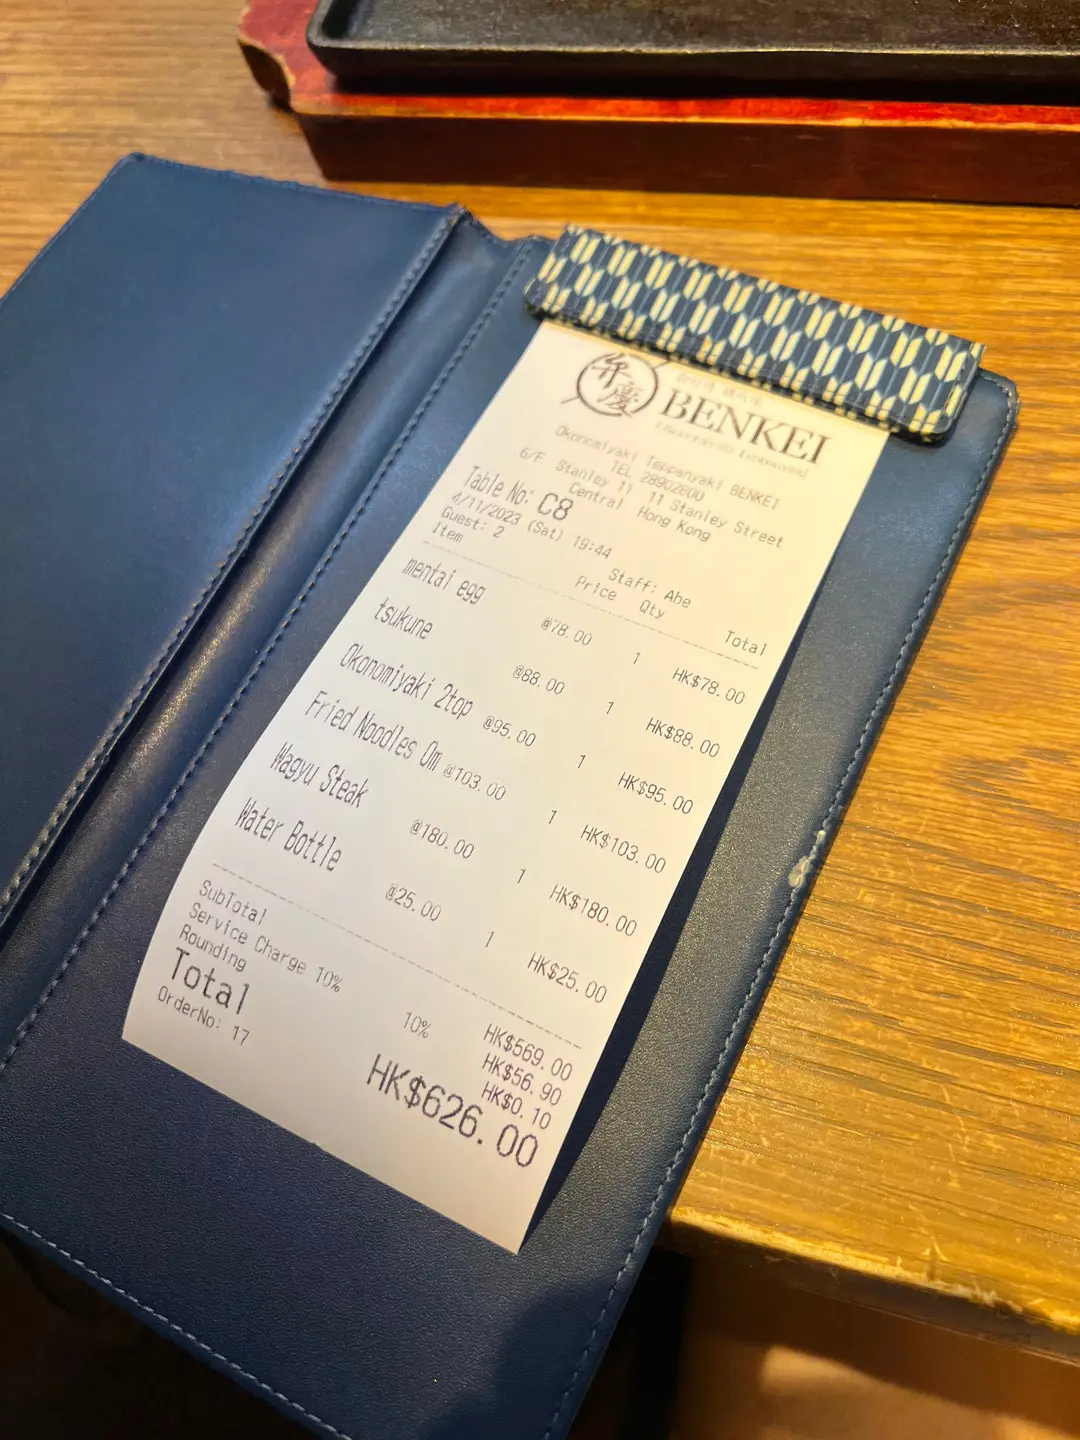 弁慶
BENKEI
Okonomiyaki Teppanyaki BENKEI
TEL 28902800
6/F Stanley 11 11 Stanley Street
Central Hong Kong
Table No: C8
4/11/2023 (Sat) 19:44
Guest: 2 Staff: Abe
Item Price Qty Total
mentai egg @78.00 1 HK$78.00
tsukune @88.00 1 HK$88.00
Okonomiyaki 2top @95.00 1 HK$95.00
Fried Noodles Om @103.00 1 HK$103.00
Wagyu Steak @180.00 1 HK$180.00
Water Bottle @25.00 1 HK$25.00
SubTotal HK$569.00
Service Charge 10% 10% HK$56.90
Rounding HK$0.10
Total HK$626.00
OrderNo: 17